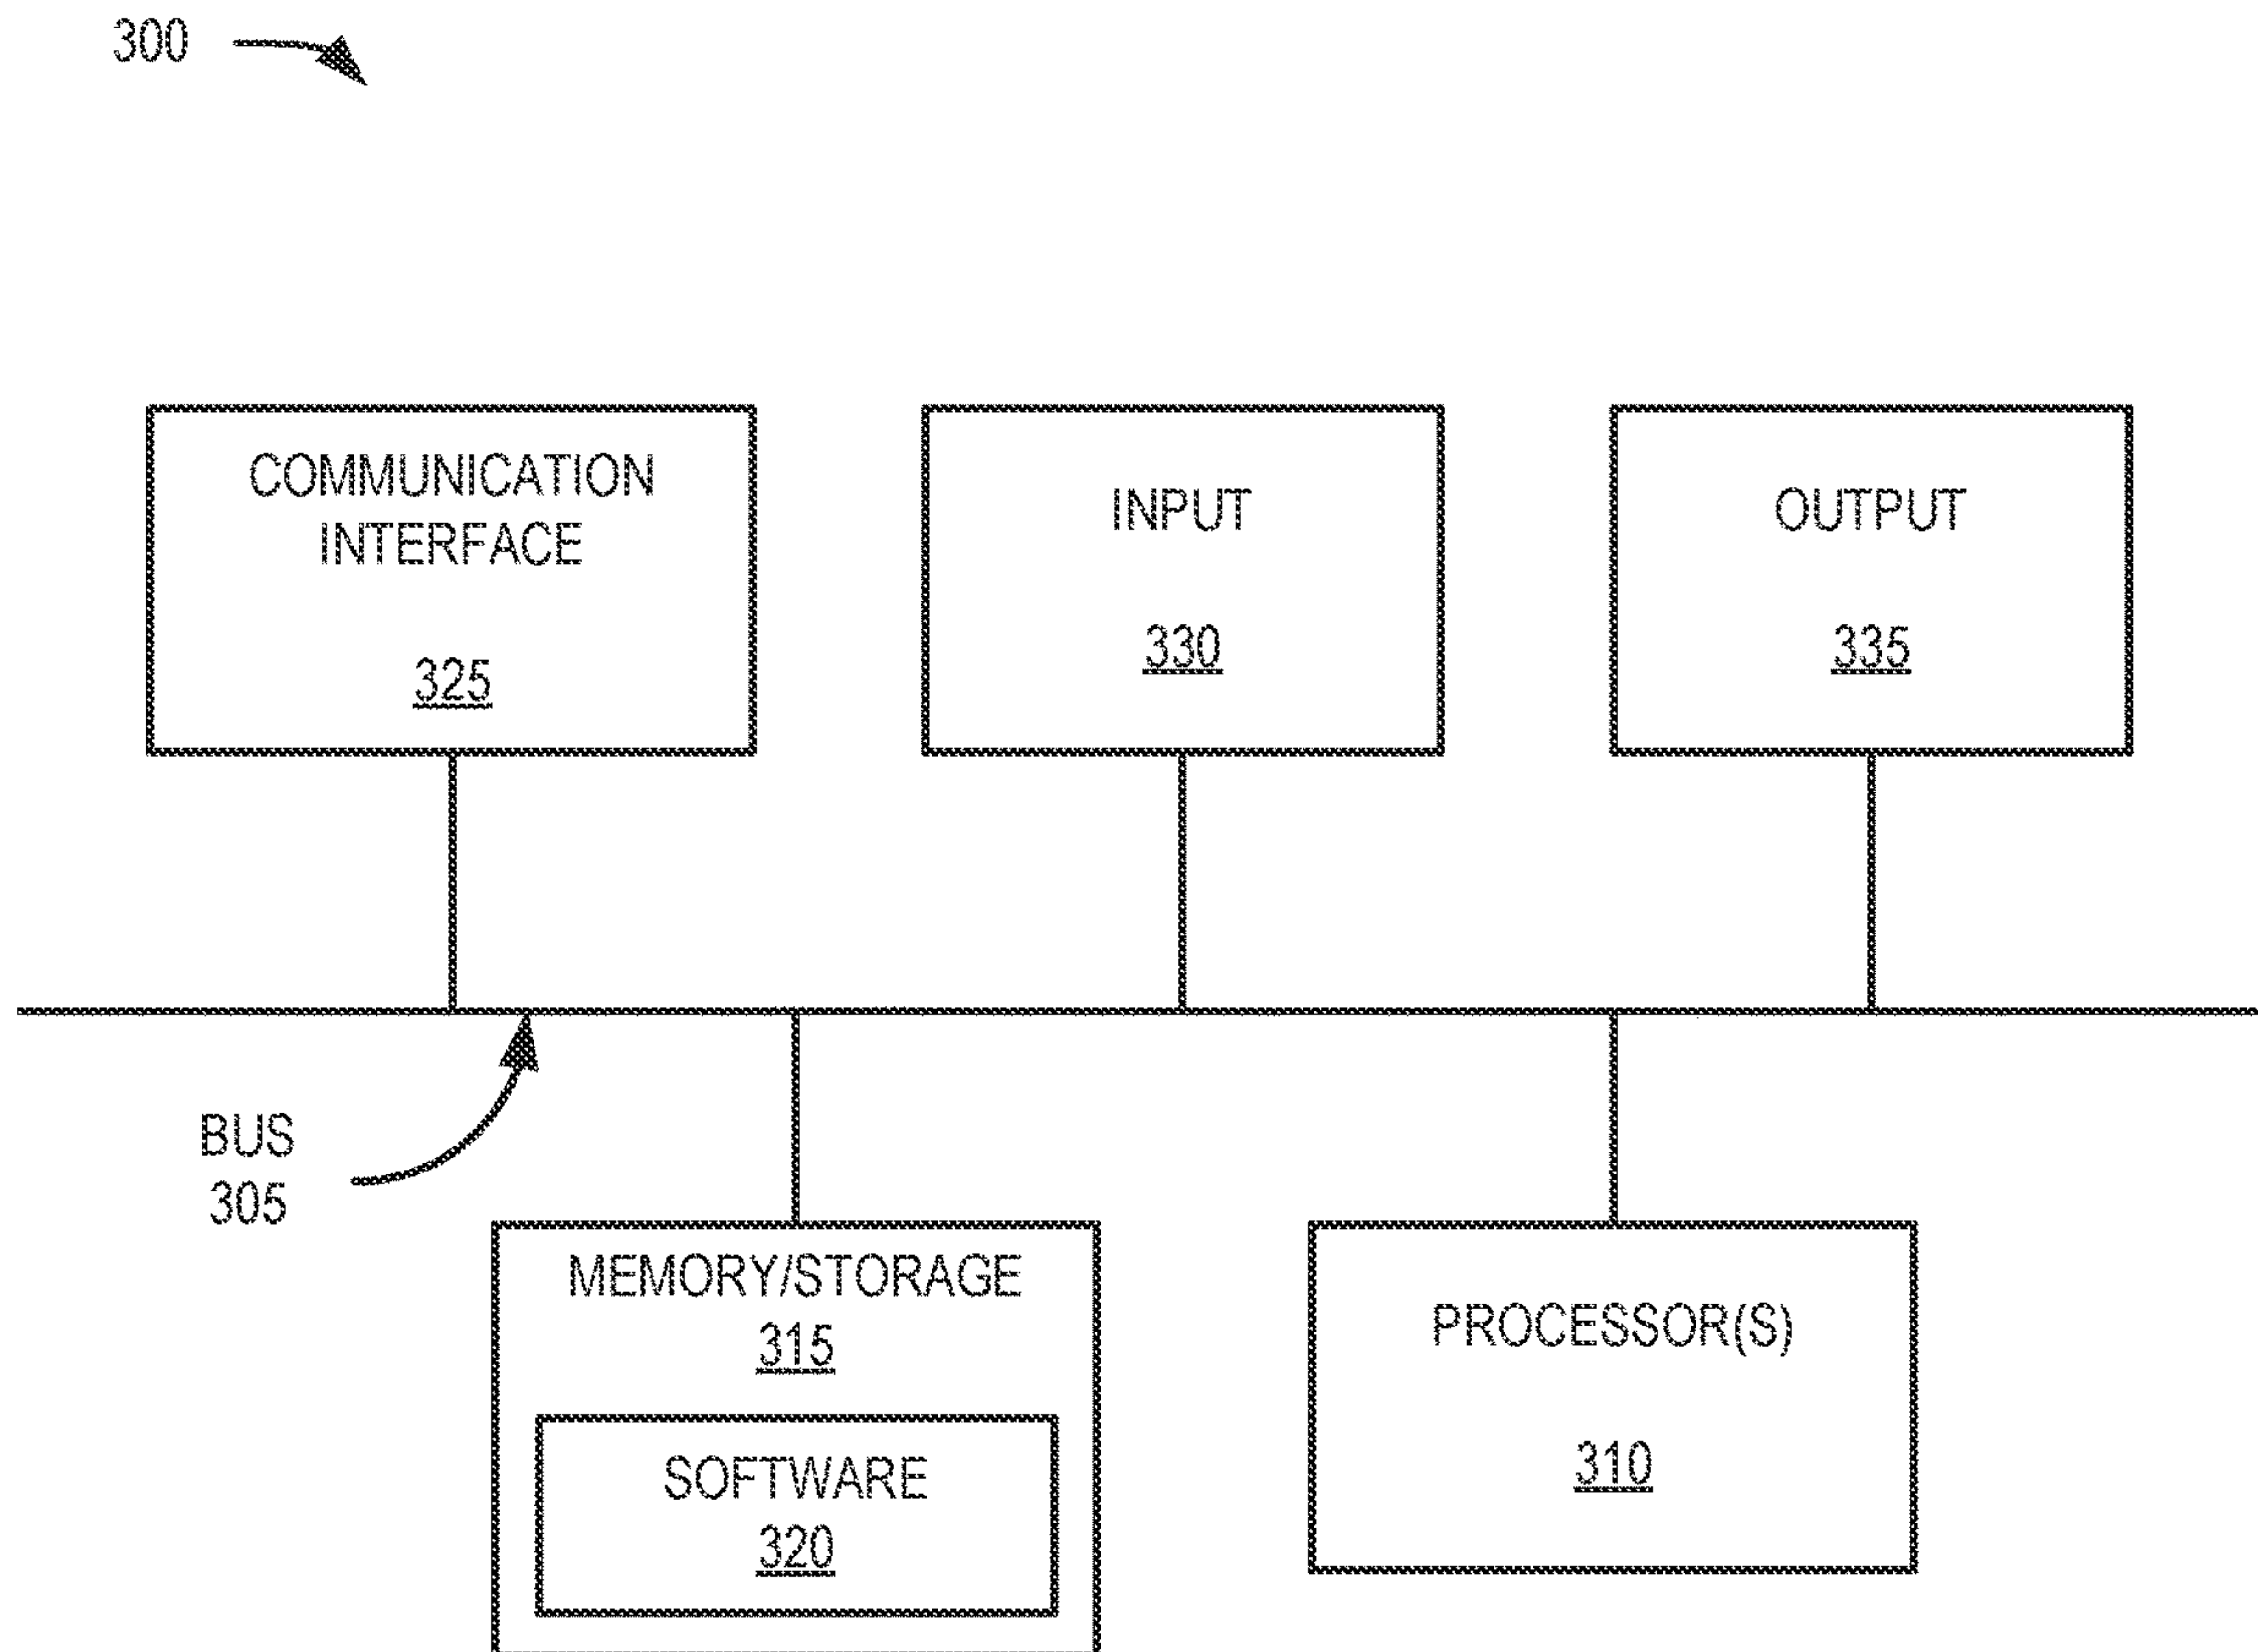 300
COMMUNICATION
INTERFACE
325
INPUT
330
OUTPUT
335
BUS
305
MEMORY/STORAGE
315
SOFTWARE
320
PROCESSOR(S)
310